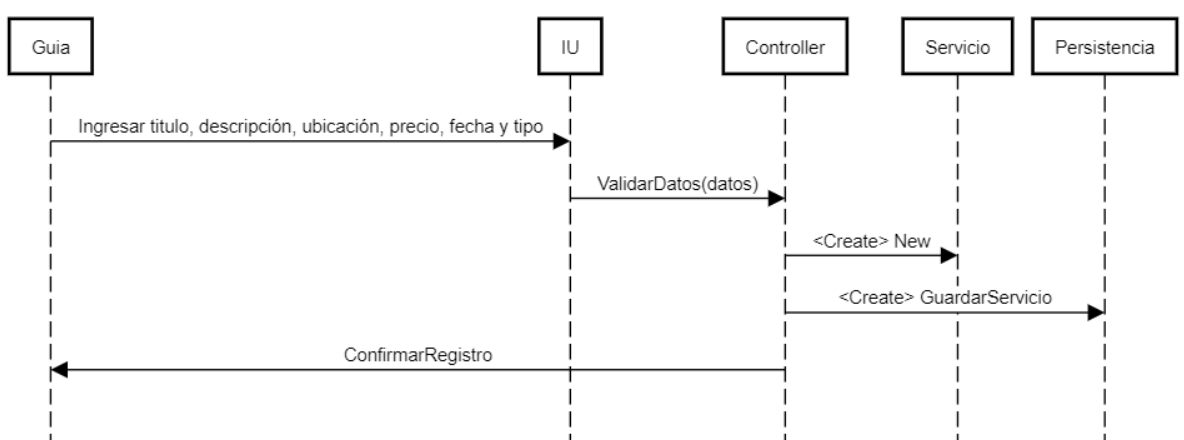 Guia
IU
Controller
Servicio
Persistencia
Ingresar titulo, descripción, ubicación, precio, fecha y tipo
ValidarDatos(datos)
<Create> New
<Create> GuardarServicio
ConfirmarRegistro